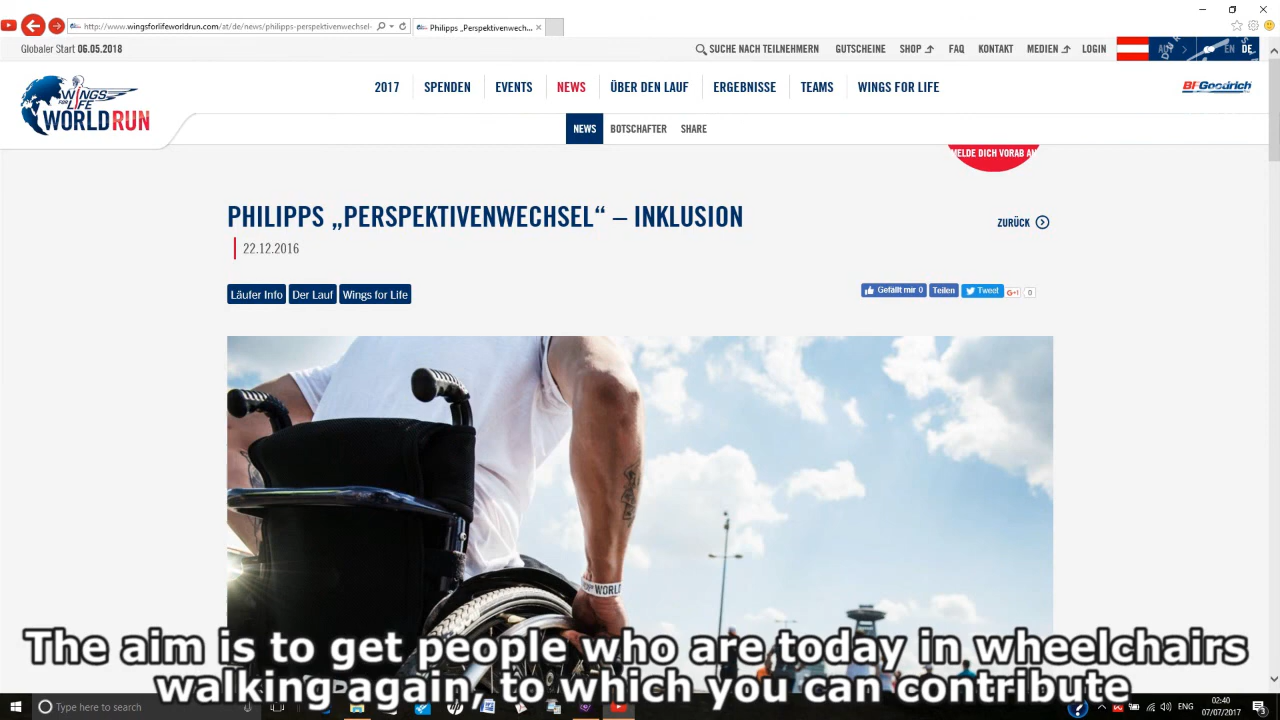 http://www.wingsforlifeworldrun.com/at/de/news/philipps-perspektivenwechsel-
Philipps „Perspektivenwech...
Globaler Start 06.05.2018
SUCHE NACH TEILNEHMERN GUTSCHEINE SHOP FAQ KONTAKT MEDIEN LOGIN EN DE
WINGS FOR LIFE
WORLD RUN
2017 SPENDEN EVENTS NEWS ÜBER DEN LAUF ERGEBNISSE TEAMS WINGS FOR LIFE
BFGoodrich
NEWS BOTSCHAFTER SHARE
MELDE DICH VORAB AN
PHILIPPS „PERSPEKTIVENWECHSEL“ – INKLUSION
ZURÜCK
22.12.2016
Läufer Info Der Lauf Wings for Life
Gefällt mir 0 Teilen Tweet G+1 0
WORLD
The aim is to get people who are today in wheelchairs
walking again, to which you can contribute
Type here to search
ENG
02:40
07/07/2017